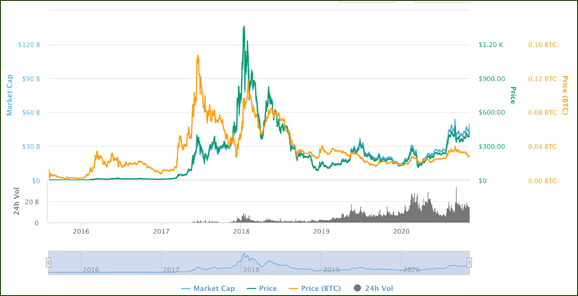 $120 B $1.20 K 0.16 BTC
$90 B $900.00 0.12 BTC
Market Cap Price Price (BTC)
$60 B $600.00 0.08 BTC
$30 B $300.00 0.04 BTC
$0 $0 0.00 BTC
24h Vol
20 B
0
2016 2017 2018 2019 2020
2016 2017 2018 2019 2020
Market Cap Price Price (BTC) 24h Vol